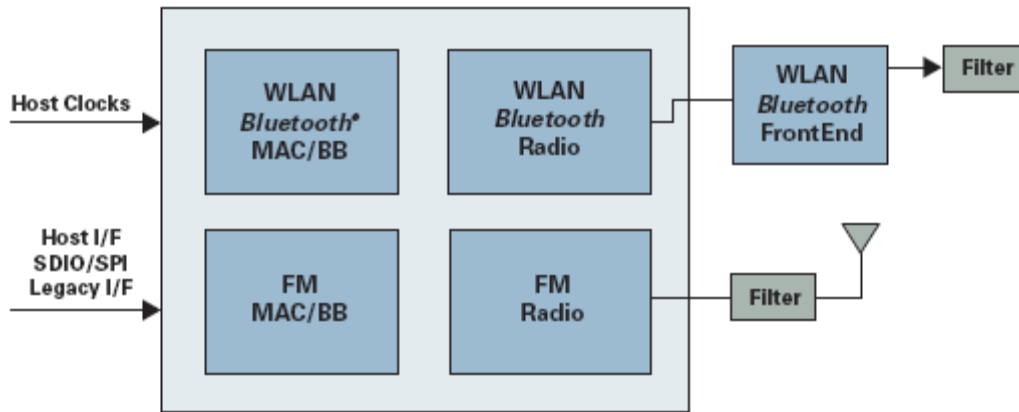 Host Clocks
WLAN
Bluetooth®
MAC/BB
WLAN
Bluetooth
Radio
WLAN
Bluetooth
FrontEnd
Filter
Host I/F
SDIO/SPI
Legacy I/F
FM
MAC/BB
FM
Radio
Filter